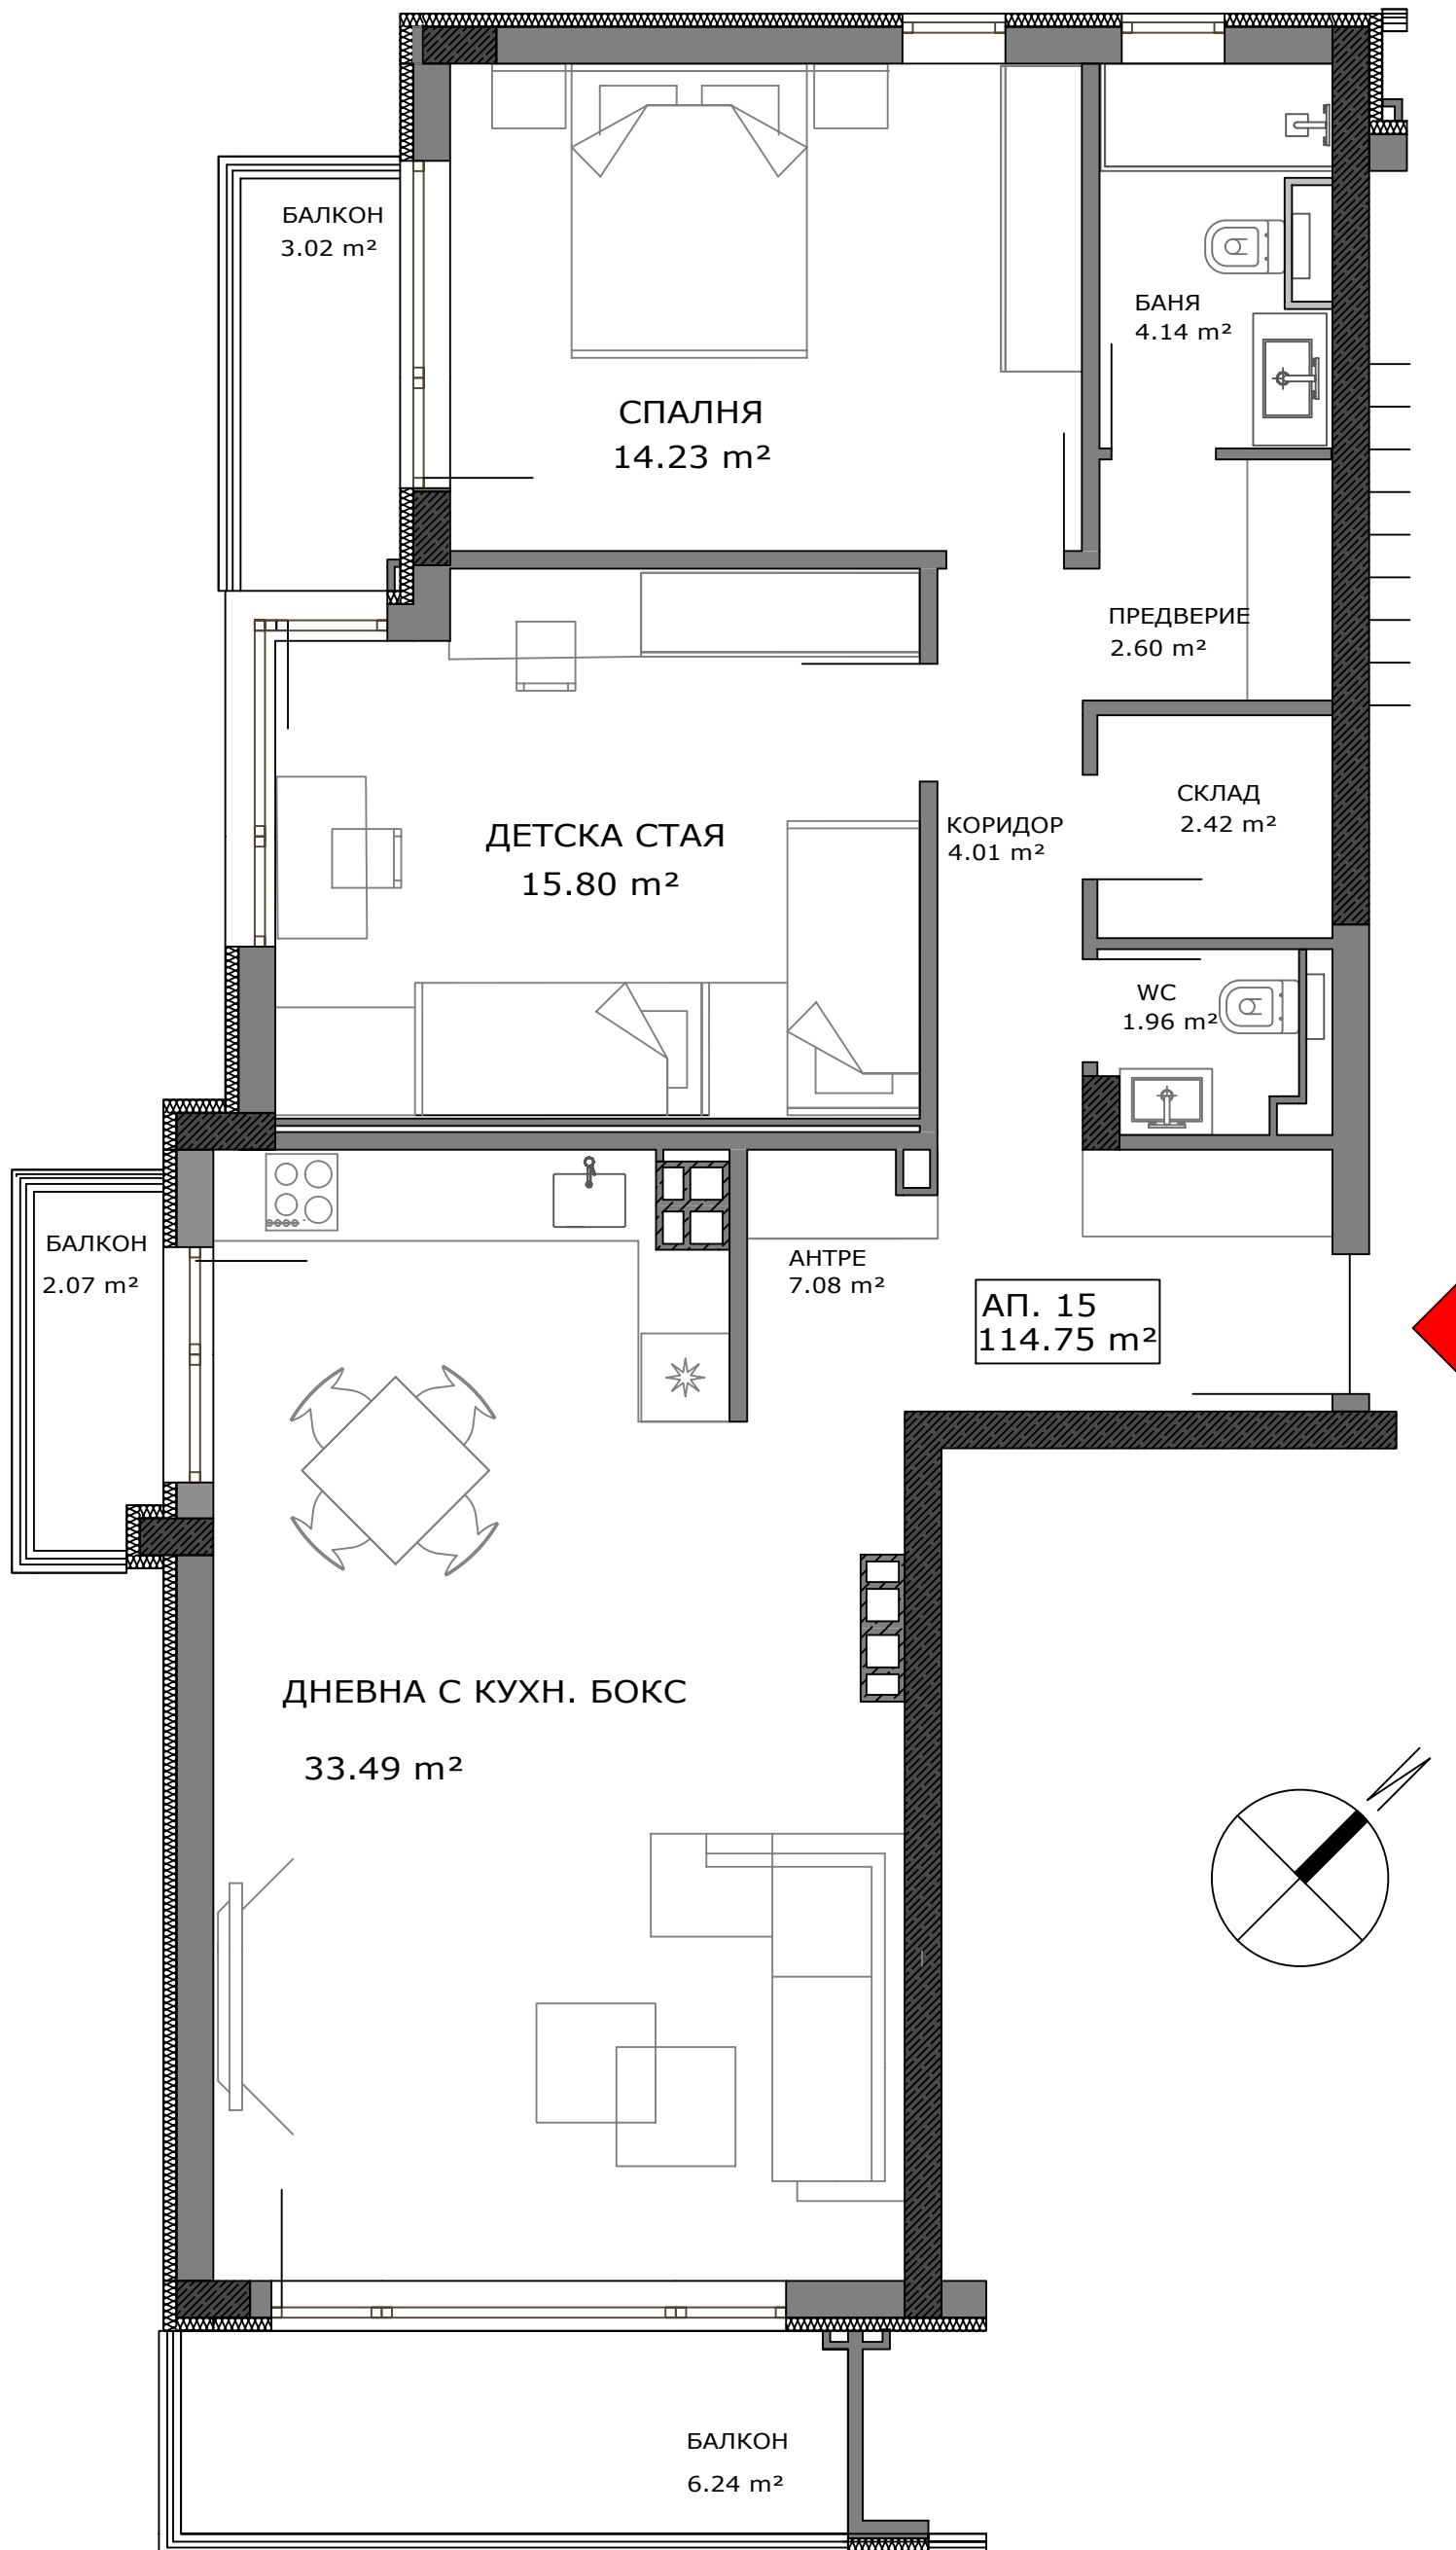 БАЛКОН
3.02 m²
БАНЯ
4.14 m²
СПАЛНЯ
14.23 m²
ПРЕДВЕРИЕ
2.60 m²
СКЛАД
2.42 m²
ДЕТСКА СТАЯ
15.80 m²
КОРИДОР
4.01 m²
WC
1.96 m²
БАЛКОН
2.07 m²
АНТРЕ
7.08 m²
АП. 15
114.75 m²
ДНЕВНА С КУХН. БОКС
33.49 m²
N
БАЛКОН
6.24 m²